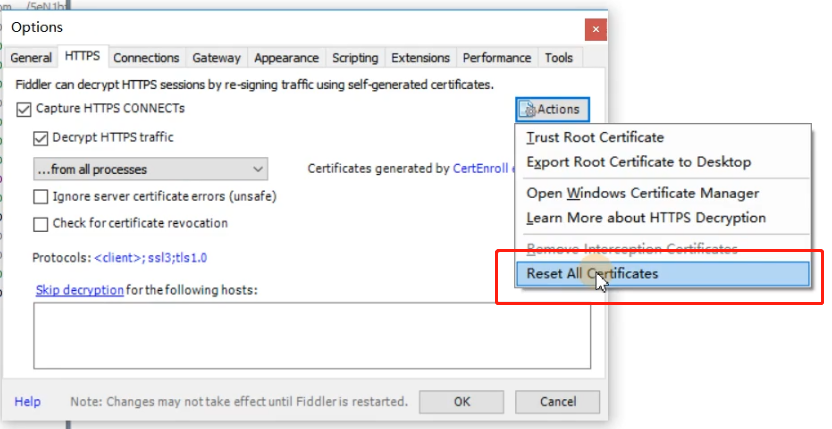 Options
General HTTPS Connections Gateway Appearance Scripting Extensions Performance Tools
Fiddler can decrypt HTTPS sessions by re-signing traffic using self-generated certificates.
Capture HTTPS CONNECTs
Actions
Decrypt HTTPS traffic
Trust Root Certificate
...from all processes
Certificates generated by CertEnroll
Export Root Certificate to Desktop
Ignore server certificate errors (unsafe)
Open Windows Certificate Manager
Check for certificate revocation
Learn More about HTTPS Decryption
Remove Interception Certificates
Protocols: <client>;ssl3;tls1.0
Reset All Certificates
Skip decryption for the following hosts:
Help
Note: Changes may not take effect until Fiddler is restarted.
OK
Cancel